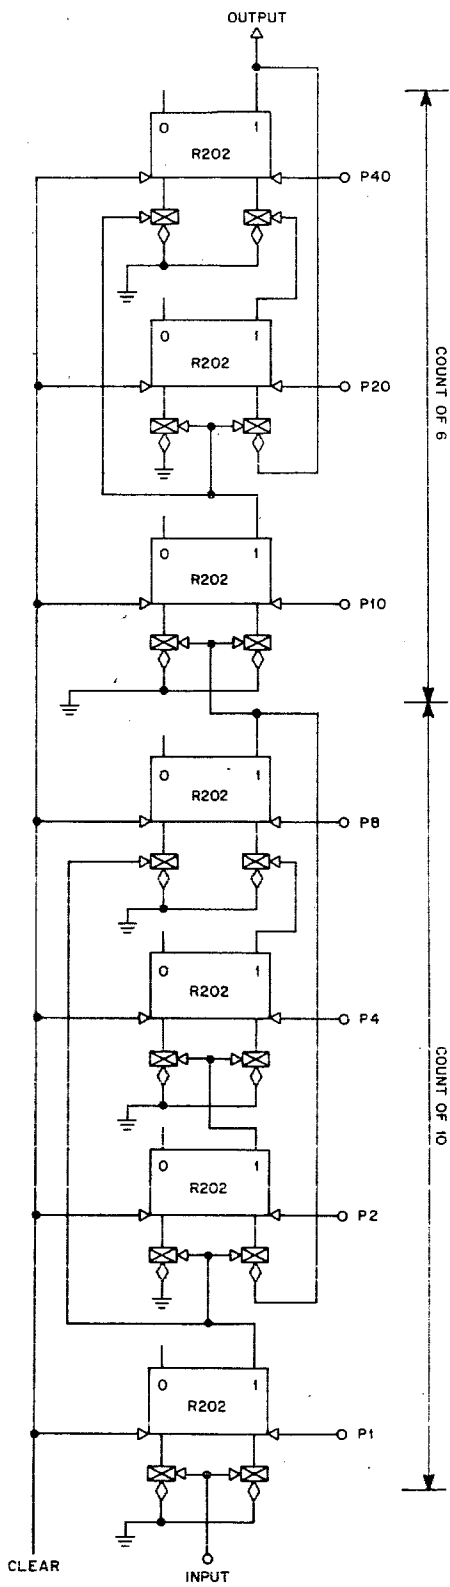 OUTPUT
0 1
R202
P40
0 1
R202
P20
COUNT OF 6
0 1
R202
P10
0 1
R202
P8
0 1
R202
P4
COUNT OF 10
0 1
R202
P2
0 1
R202
P1
CLEAR
INPUT